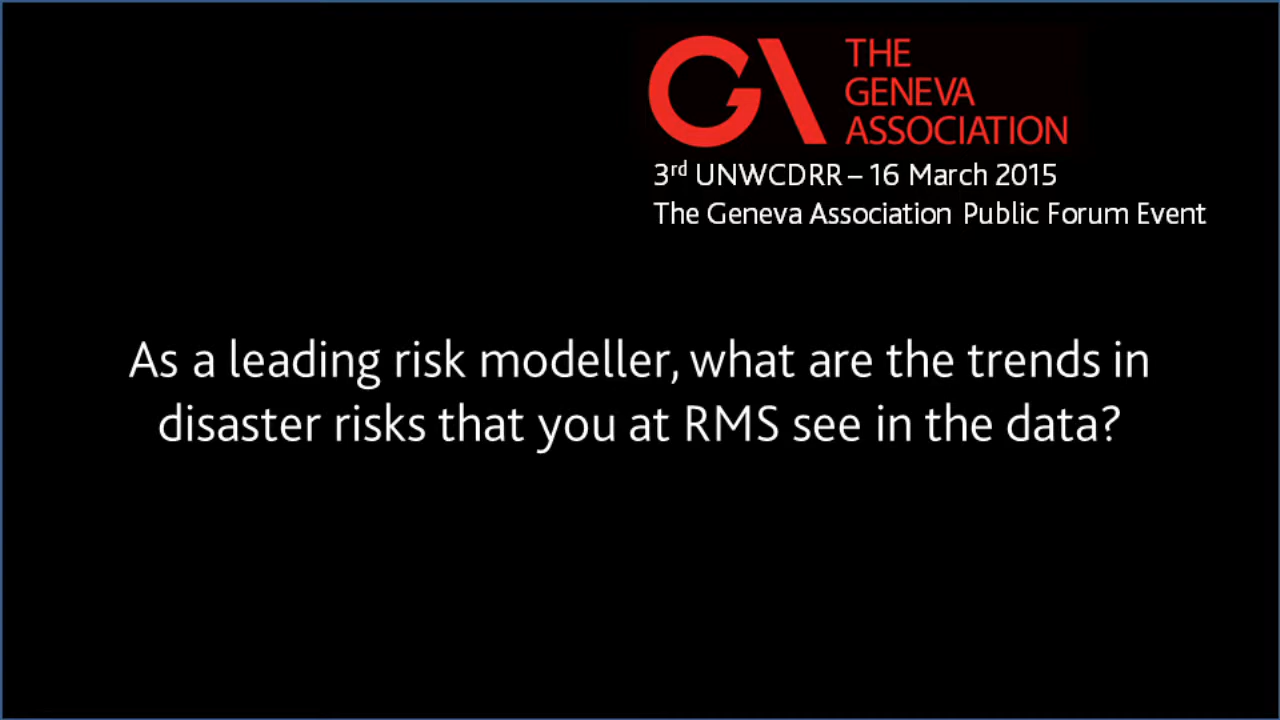 THE
GENEVA
ASSOCIATION
3rd UNWCDRR – 16 March 2015
The Geneva Association Public Forum Event
As a leading risk modeller, what are the trends in
disaster risks that you at RMS see in the data?